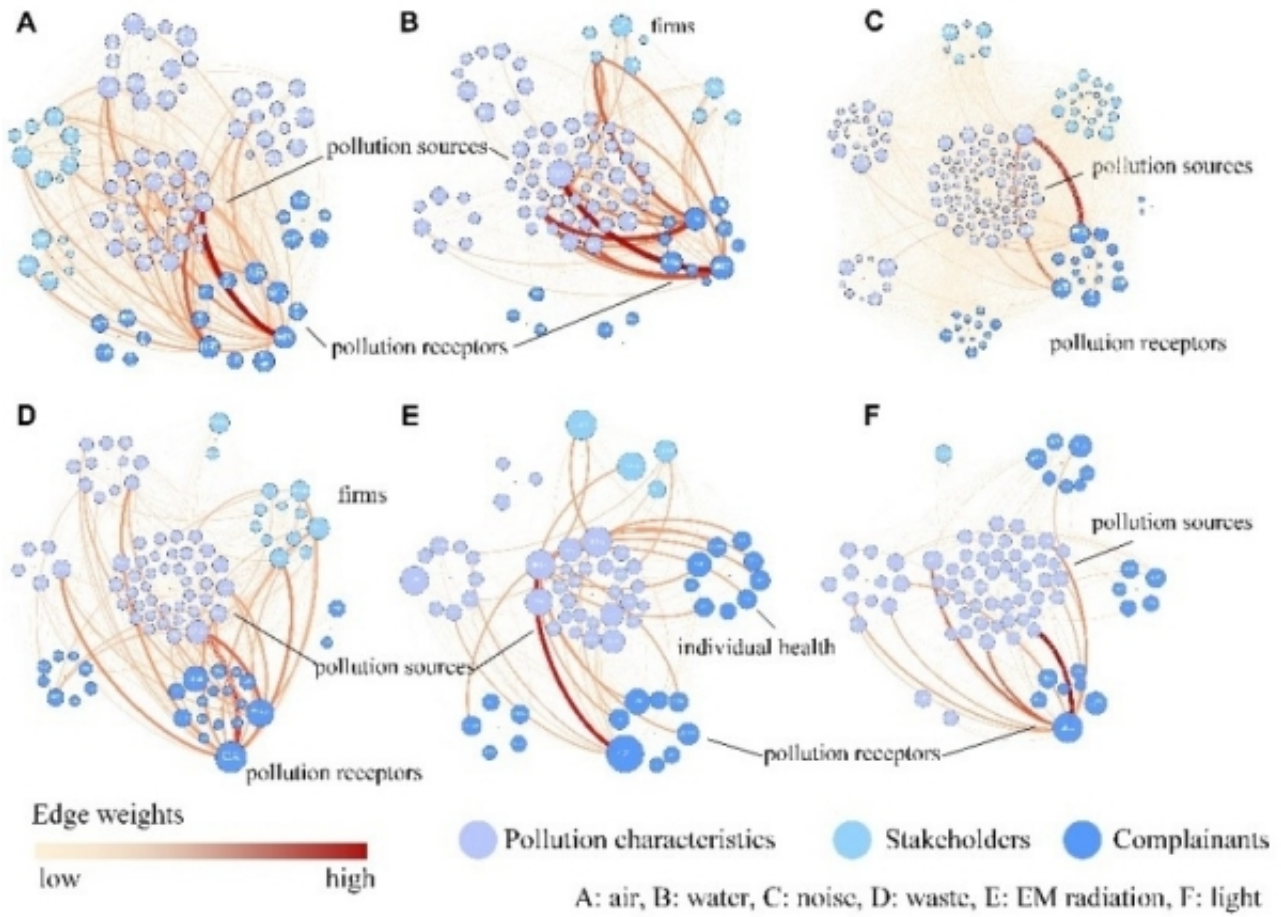 A
B
firms
C
pollution sources
pollution sources
pollution receptors
pollution receptors
D
E
F
firms
pollution sources
individual health
pollution sources
pollution receptors
pollution receptors
Edge weights
low high
Pollution characteristics Stakeholders Complainants
A: air, B: water, C: noise, D: waste, E: EM radiation, F: light